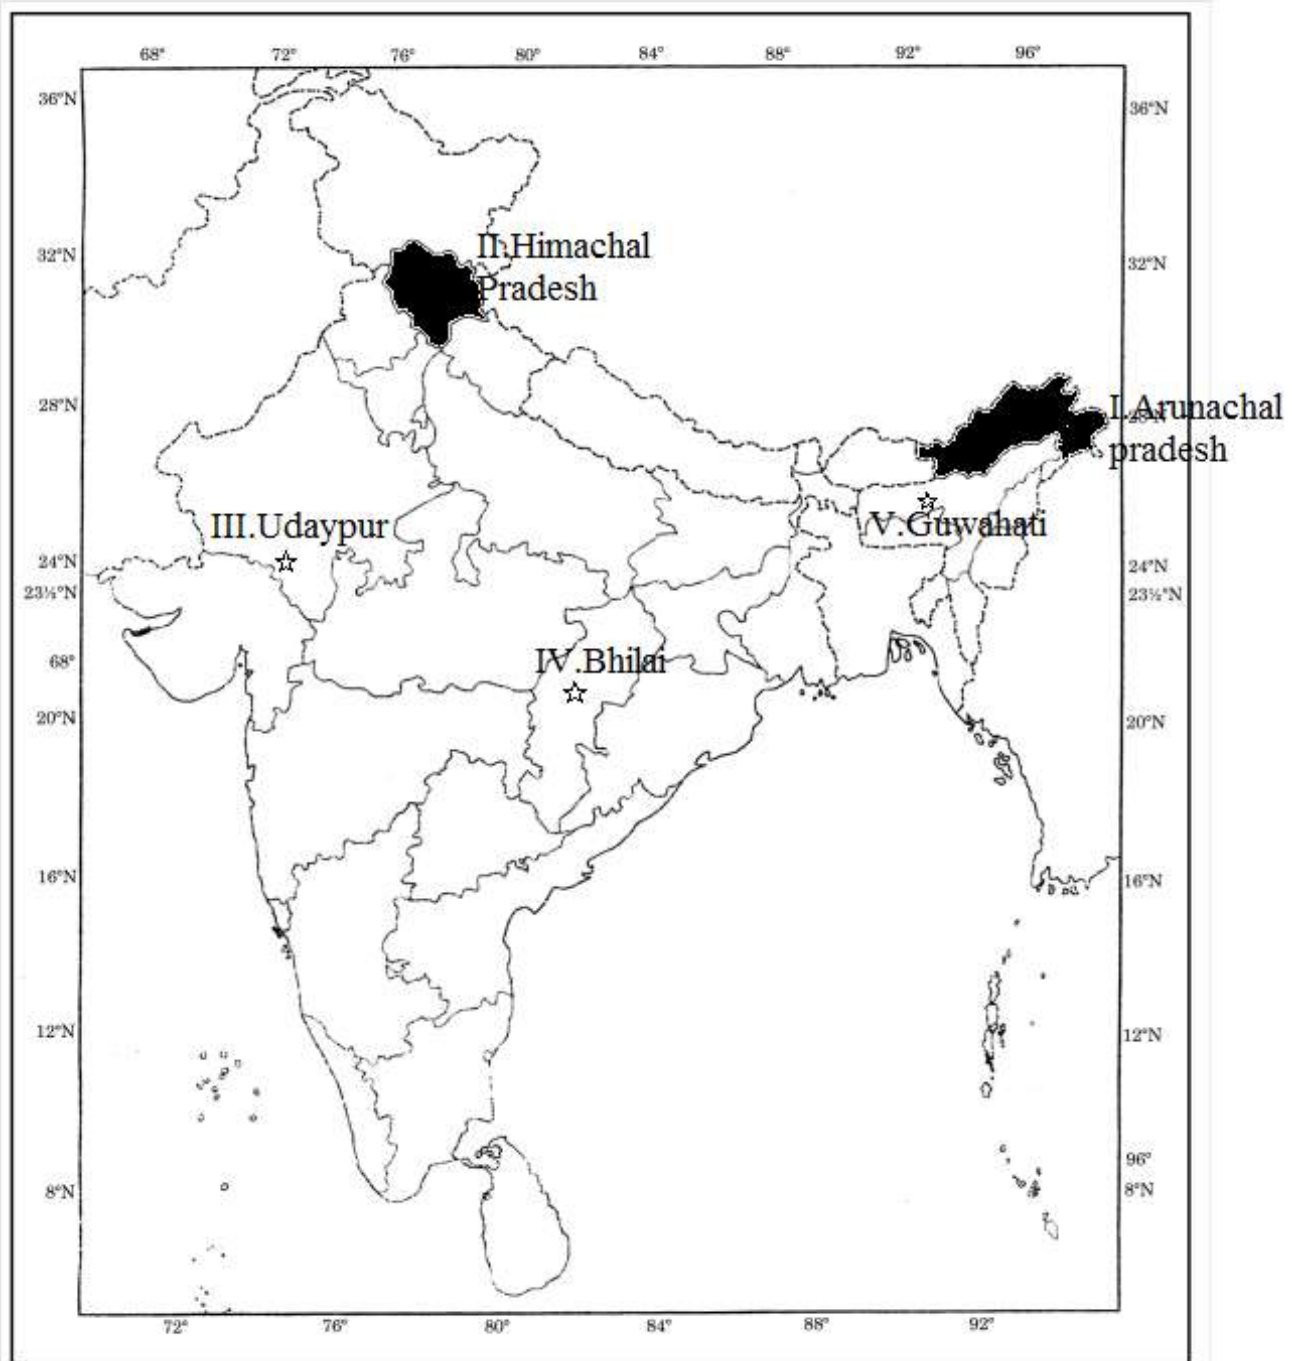 68° 72° 76° 80° 84° 88° 92° 96°
36°N 36°N
II.Himachal
32°N 32°N
Pradesh
28°N I.Arunachal
pradesh
III.Udaypur V.Guwahati
24°N 24°N
23½°N 23½°N
68° IV.Bhilai
20°N 20°N
16°N 16°N
12°N 12°N
96°
8°N 8°N
72° 76° 80° 84° 88° 92°